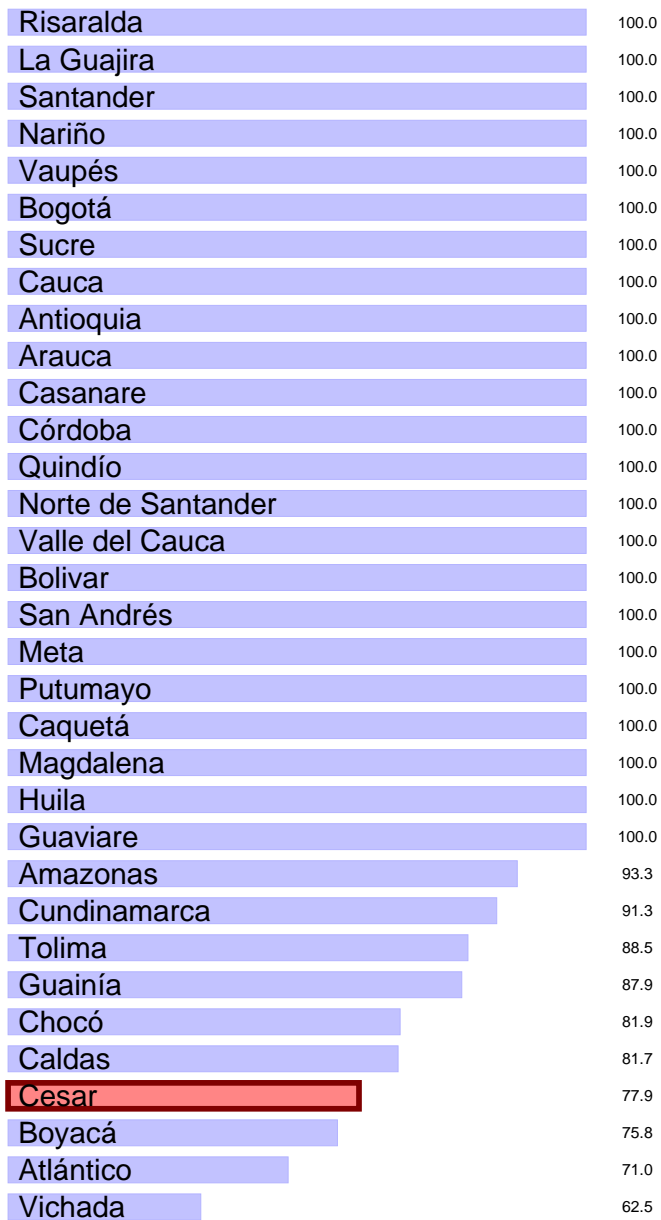 Risaralda 100.0
La Guajira 100.0
Santander 100.0
Nariño 100.0
Vaupés 100.0
Bogotá 100.0
Sucre 100.0
Cauca 100.0
Antioquia 100.0
Arauca 100.0
Casanare 100.0
Córdoba 100.0
Quindío 100.0
Norte de Santander 100.0
Valle del Cauca 100.0
Bolivar 100.0
San Andrés 100.0
Meta 100.0
Putumayo 100.0
Caquetá 100.0
Magdalena 100.0
Huila 100.0
Guaviare 100.0
Amazonas 93.3
Cundinamarca 91.3
Tolima 88.5
Guainía 87.9
Chocó 81.9
Caldas 81.7
Cesar 77.9
Boyacá 75.8
Atlántico 71.0
Vichada 62.5